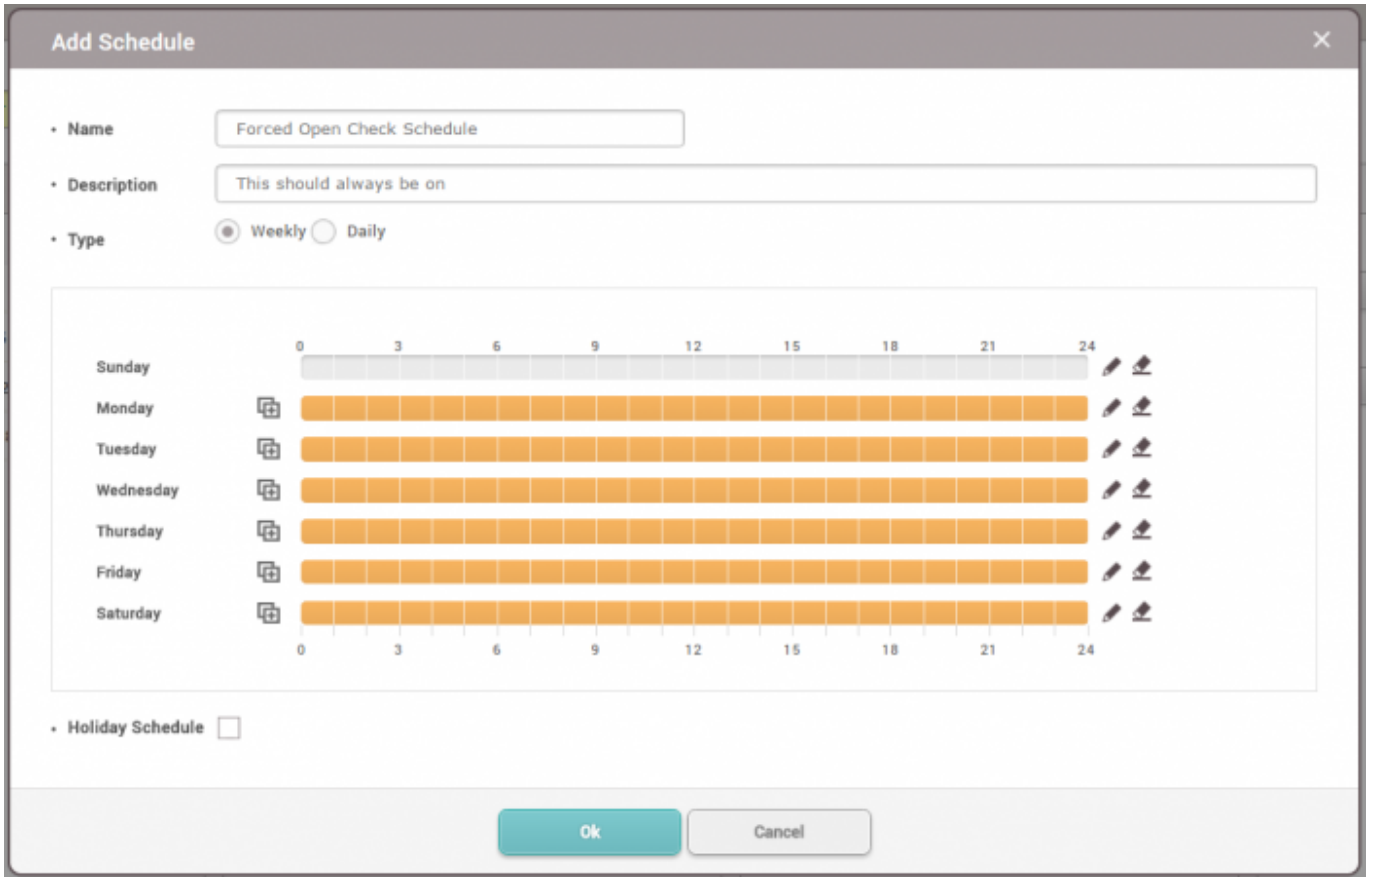 Add Schedule
• Name Forced Open Check Schedule
• Description This should always be on
• Type Weekly Daily
0 3 6 9 12 15 18 21 24
Sunday
Monday
Tuesday
Wednesday
Thursday
Friday
Saturday
0 3 6 9 12 15 18 21 24
• Holiday Schedule
Ok Cancel